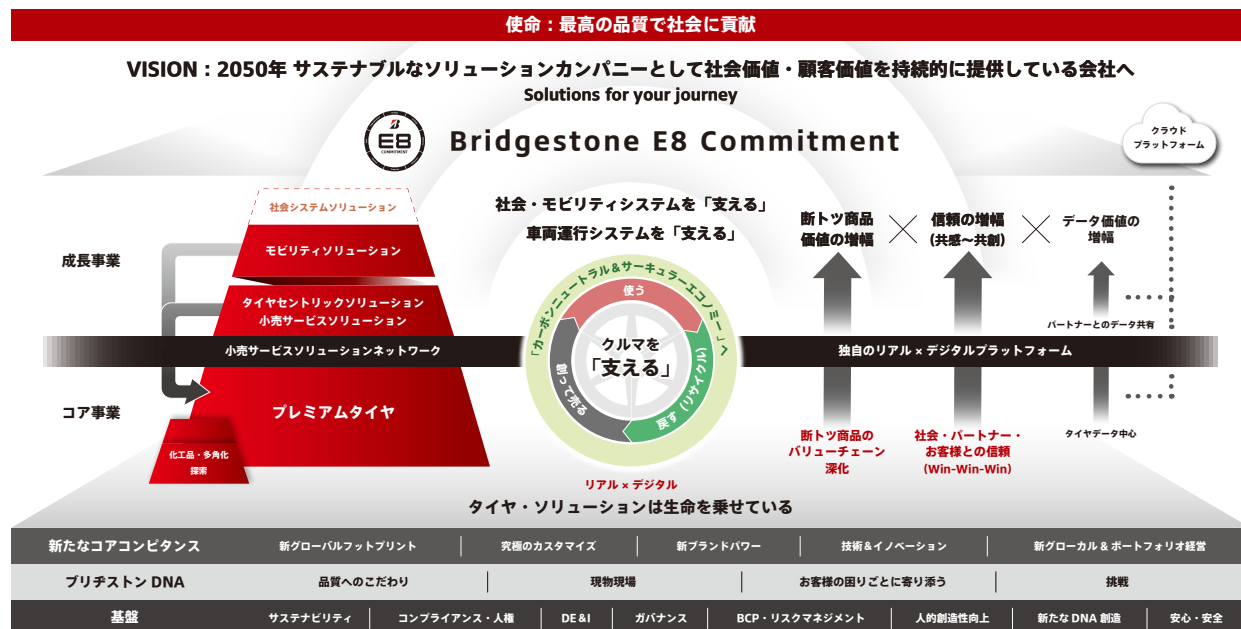 使命：最高の品質で社会に貢献
VISION：2050年 サステナブルなソリューションカンパニーとして社会価値・顧客価値を持続的に提供している会社へ
Solutions for your journey
E8
COMMITMENT
Bridgestone E8 Commitment
クラウド
プラットフォーム
成長事業
コア事業
社会システムソリューション
モビリティソリューション
タイヤセントリックソリューション
小売サービスソリューション
小売サービスソリューションネットワーク
プレミアムタイヤ
化工品・多角化
探索
社会・モビリティシステムを「支える」
車両運行システムを「支える」
「カーボンニュートラル&サーキュラーエコノミー」へ
使う
クルマを
「支える」
創って売る
戻す（リサイクル）
リアル × デジタル
タイヤ・ソリューションは生命を乗せている
断トツ商品
価値の増幅
信頼の増幅
(共感～共創)
データ価値の
増幅
パートナーとのデータ共有
独自のリアル × デジタルプラットフォーム
断トツ商品の
バリューチェーン
深化
社会・パートナー・
お客様との信頼
(Win-Win-Win)
タイヤデータ中心
新たなコアコンピタンス 新グローバルフットプリント 究極のカスタマイズ 新ブランドパワー 技術&イノベーション 新グローカル & ポートフォリオ経営
ブリヂストン DNA 品質へのこだわり 現物現場 お客様の困りごとに寄り添う 挑戦
基盤 サステナビリティ コンプライアンス・人権 DE&I ガバナンス BCP・リスクマネジメント 人的創造性向上 新たな DNA 創造 安心・安全